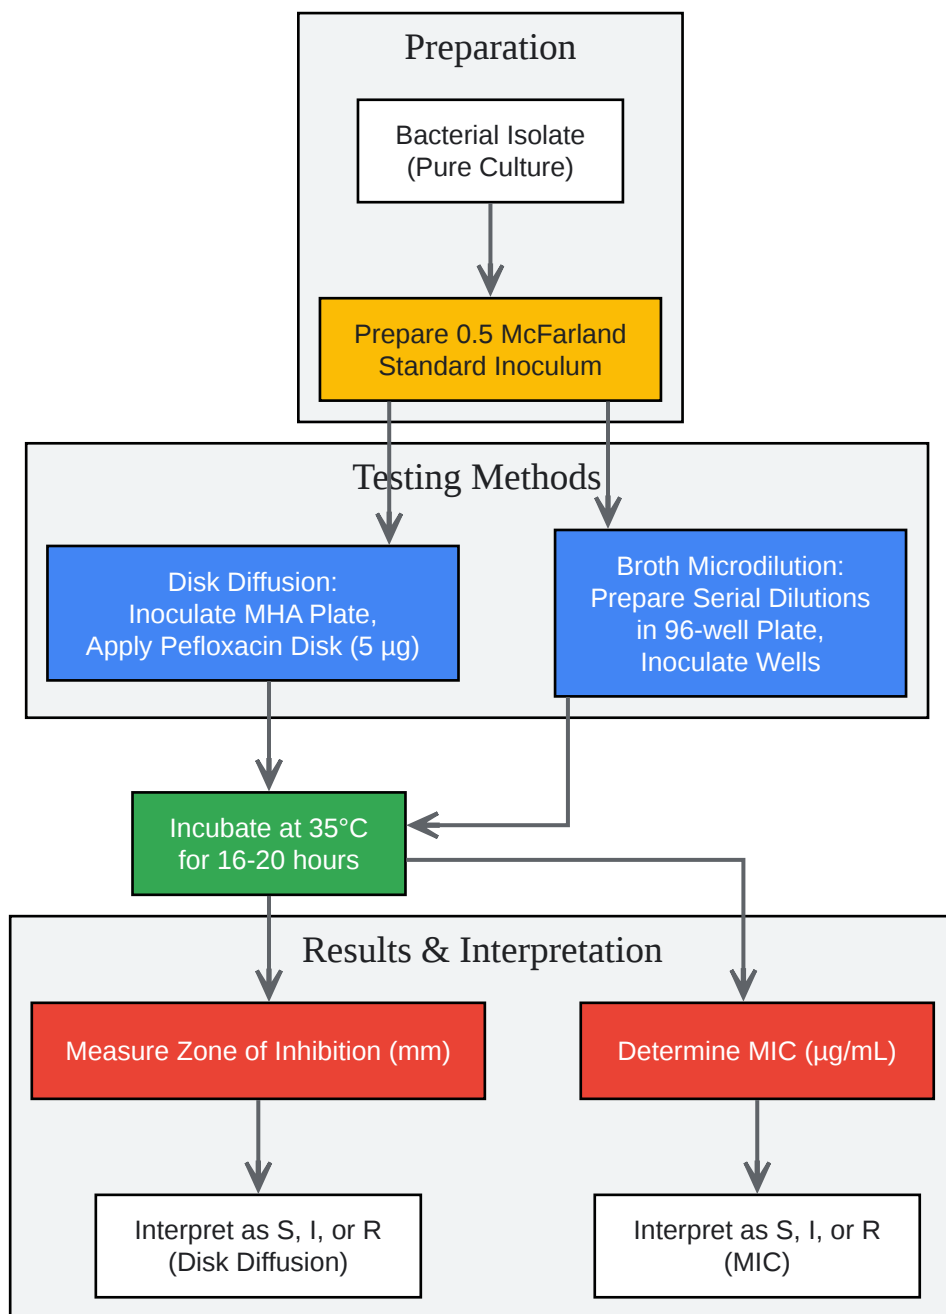 Preparation
Bacterial Isolate
(Pure Culture)
Prepare 0.5 McFarland
Standard Inoculum
Testing Methods
Disk Diffusion:
Inoculate MHA Plate,
Apply Pefloxacin Disk (5 µg)
Broth Microdilution:
Prepare Serial Dilutions
in 96-well Plate,
Inoculate Wells
Incubate at 35°C
for 16-20 hours
Results & Interpretation
Measure Zone of Inhibition (mm)
Determine MIC (µg/mL)
Interpret as S, I, or R
(Disk Diffusion)
Interpret as S, I, or R
(MIC)